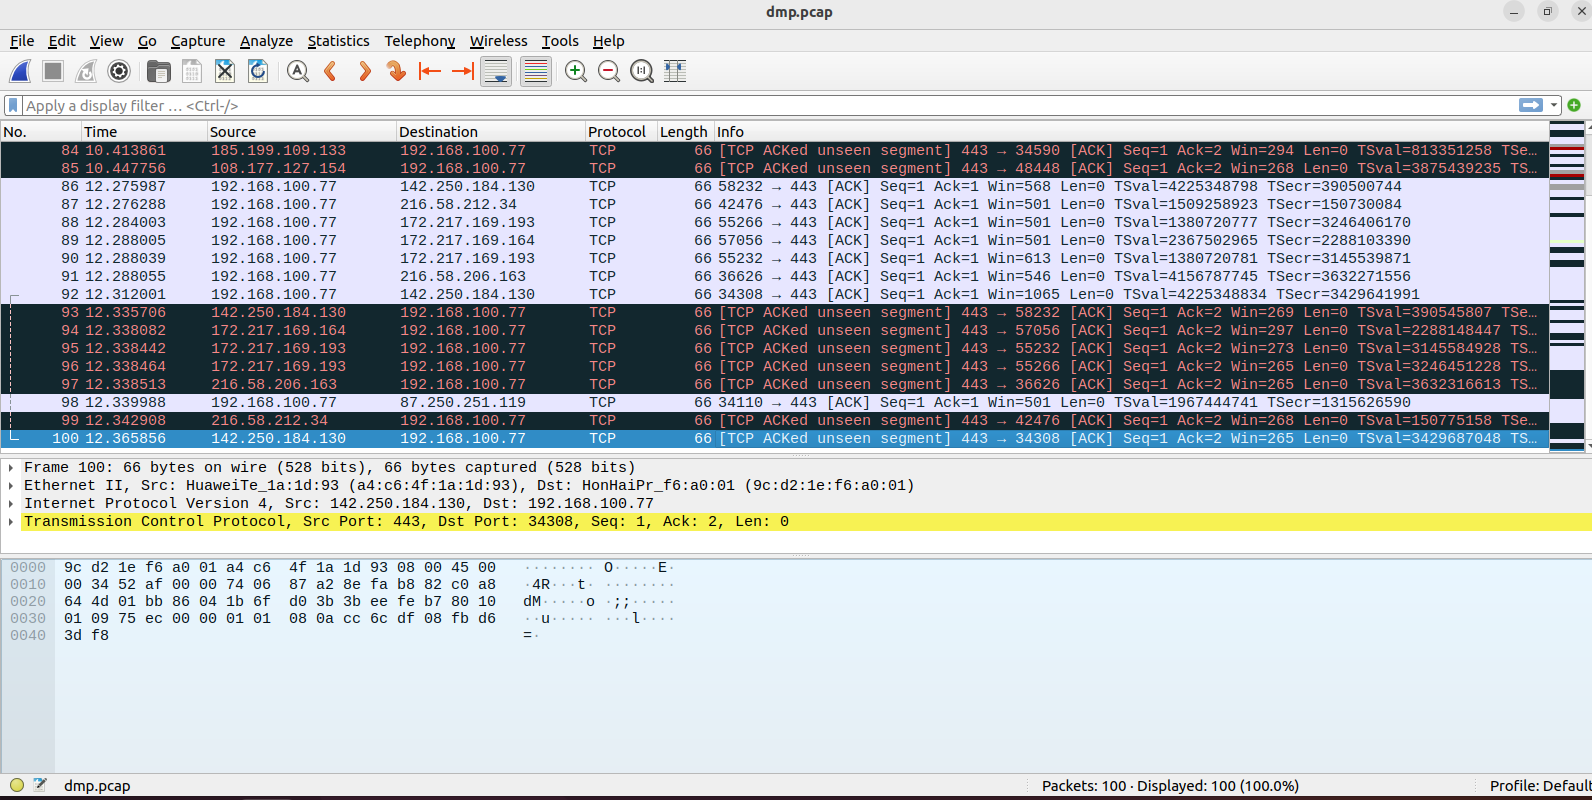 dmp.pcap
File Edit View Go Capture Analyze Statistics Telephony Wireless Tools Help
Apply a display filter … <Ctrl-/>
No. Time Source Destination Protocol Length Info
84 10.413861 185.199.109.133 192.168.100.77 TCP 66 [TCP ACKed unseen segment] 443 → 34590 [ACK] Seq=1 Ack=2 Win=294 Len=0 TSval=813351258 TSe…
85 10.447756 108.177.127.154 192.168.100.77 TCP 66 [TCP ACKed unseen segment] 443 → 48448 [ACK] Seq=1 Ack=2 Win=268 Len=0 TSval=3875439235 TS…
86 12.275987 192.168.100.77 142.250.184.130 TCP 66 58232 → 443 [ACK] Seq=1 Ack=1 Win=568 Len=0 TSval=4225348798 TSecr=390500744
87 12.276288 192.168.100.77 216.58.212.34 TCP 66 42476 → 443 [ACK] Seq=1 Ack=1 Win=501 Len=0 TSval=1509258923 TSecr=150730084
88 12.284003 192.168.100.77 172.217.169.193 TCP 66 55266 → 443 [ACK] Seq=1 Ack=1 Win=501 Len=0 TSval=1380720777 TSecr=3246406170
89 12.288005 192.168.100.77 172.217.169.164 TCP 66 57056 → 443 [ACK] Seq=1 Ack=1 Win=501 Len=0 TSval=2367502965 TSecr=2288103390
90 12.288039 192.168.100.77 172.217.169.193 TCP 66 55232 → 443 [ACK] Seq=1 Ack=1 Win=613 Len=0 TSval=1380720781 TSecr=3145539871
91 12.288055 192.168.100.77 216.58.206.163 TCP 66 36626 → 443 [ACK] Seq=1 Ack=1 Win=546 Len=0 TSval=4156787745 TSecr=3632271556
92 12.312001 192.168.100.77 142.250.184.130 TCP 66 34308 → 443 [ACK] Seq=1 Ack=1 Win=1065 Len=0 TSval=4225348834 TSecr=3429641991
93 12.335706 142.250.184.130 192.168.100.77 TCP 66 [TCP ACKed unseen segment] 443 → 58232 [ACK] Seq=1 Ack=2 Win=269 Len=0 TSval=390545807 TSe…
94 12.338082 172.217.169.164 192.168.100.77 TCP 66 [TCP ACKed unseen segment] 443 → 57056 [ACK] Seq=1 Ack=2 Win=297 Len=0 TSval=2288148447 TS…
95 12.338442 172.217.169.193 192.168.100.77 TCP 66 [TCP ACKed unseen segment] 443 → 55232 [ACK] Seq=1 Ack=2 Win=273 Len=0 TSval=3145584928 TS…
96 12.338464 172.217.169.193 192.168.100.77 TCP 66 [TCP ACKed unseen segment] 443 → 55266 [ACK] Seq=1 Ack=2 Win=265 Len=0 TSval=3246451228 TS…
97 12.338513 216.58.206.163 192.168.100.77 TCP 66 [TCP ACKed unseen segment] 443 → 36626 [ACK] Seq=1 Ack=2 Win=265 Len=0 TSval=3632316613 TS…
98 12.339988 192.168.100.77 87.250.251.119 TCP 66 34110 → 443 [ACK] Seq=1 Ack=1 Win=501 Len=0 TSval=1967444741 TSecr=1315626590
99 12.342908 216.58.212.34 192.168.100.77 TCP 66 [TCP ACKed unseen segment] 443 → 42476 [ACK] Seq=1 Ack=2 Win=268 Len=0 TSval=150775158 TSe…
100 12.365856 142.250.184.130 192.168.100.77 TCP 66 [TCP ACKed unseen segment] 443 → 34308 [ACK] Seq=1 Ack=2 Win=265 Len=0 TSval=3429687048 TS…
Frame 100: 66 bytes on wire (528 bits), 66 bytes captured (528 bits)
Ethernet II, Src: HuaweiTe_1a:1d:93 (a4:c6:4f:1a:1d:93), Dst: HonHaiPr_f6:a0:01 (9c:d2:1e:f6:a0:01)
Internet Protocol Version 4, Src: 142.250.184.130, Dst: 192.168.100.77
Transmission Control Protocol, Src Port: 443, Dst Port: 34308, Seq: 1, Ack: 2, Len: 0
0000 9c d2 1e f6 a0 01 a4 c6 4f 1a 1d 93 08 00 45 00 ········ O·····E·
0010 00 34 52 af 00 00 74 06 87 a2 8e fa b8 82 c0 a8 ·4R···t· ········
0020 64 4d 01 bb 86 04 1b 6f d0 3b 3b ee fe b7 80 10 dM·····o ·;;·····
0030 01 09 75 ec 00 00 01 01 08 0a cc 6c df 08 fb d6 ··u····· ···l····
0040 3d f8 =·
dmp.pcap
Packets: 100 · Displayed: 100 (100.0%)
Profile: Default